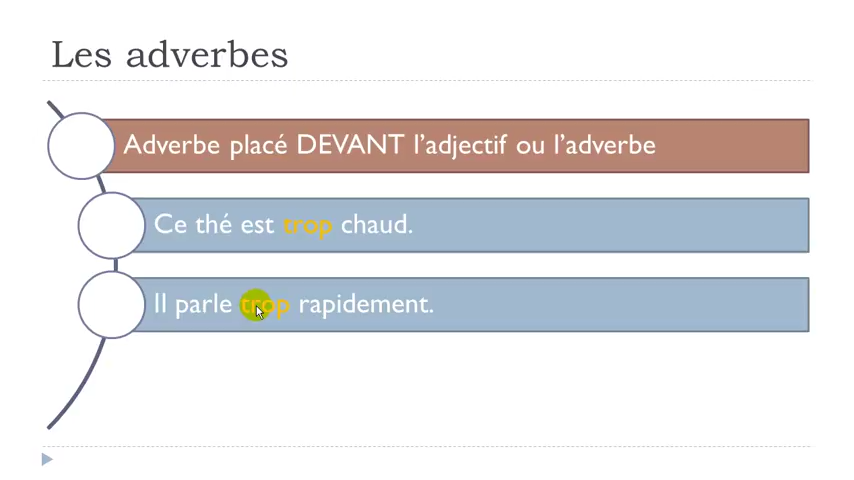 Les adverbes
Adverbe placé DEVANT l’adjectif ou l’adverbe
Ce thé est trop chaud.
Il parle trop rapidement.